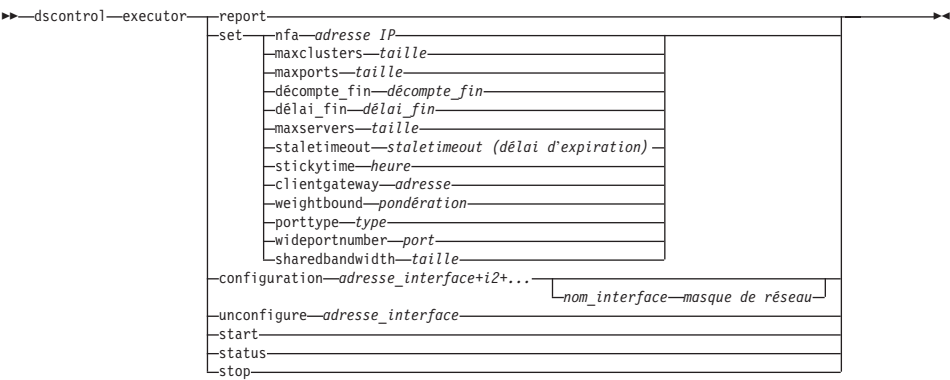 dscontrol executor report
set nfa adresse IP
maxclusters taille
maxports taille
décompte_fin décompte_fin
délai_fin délai_fin
maxservers taille
staletimeout staletimeout (délai d'expiration)
stickytime heure
clientgateway adresse
weightbound pondération
porttype type
wideportnumber port
sharedbandwidth taille
configuration adresse_interface+i2+...
nom_interface masque de réseau
unconfigure adresse_interface
start
status
stop